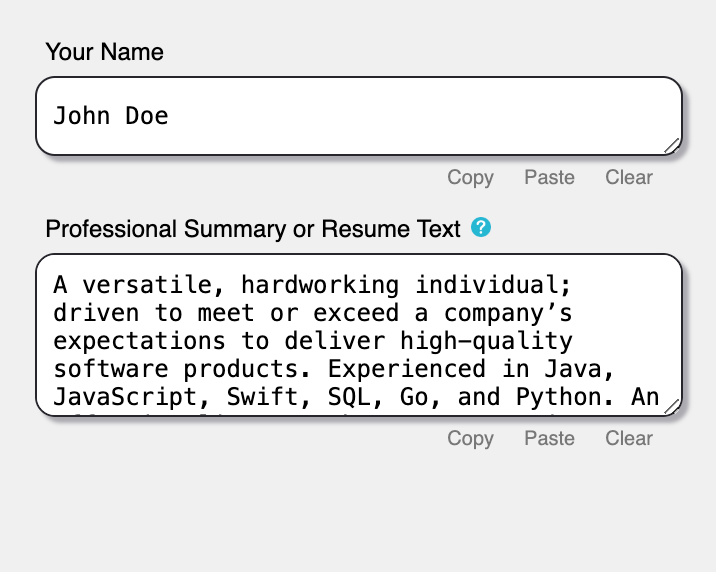 Your Name
John Doe
Copy Paste Clear
Professional Summary or Resume Text ?
A versatile, hardworking individual;
driven to meet or exceed a company’s
expectations to deliver high-quality
software products. Experienced in Java,
JavaScript, Swift, SQL, Go, and Python. An
Copy Paste Clear